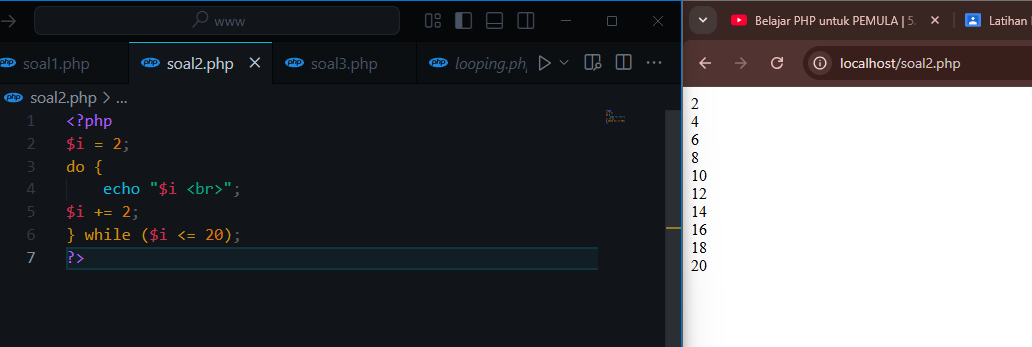 www
soal1.php
soal2.php
soal3.php
looping.ph
soal2.php > ...
1 <?php
2 $i = 2;
3 do {
4 echo "$i <br>";
5 $i += 2;
6 } while ($i <= 20);
7 ?>
Belajar PHP untuk PEMULA | 5.
Latihan
localhost/soal2.php
2
4
6
8
10
12
14
16
18
20